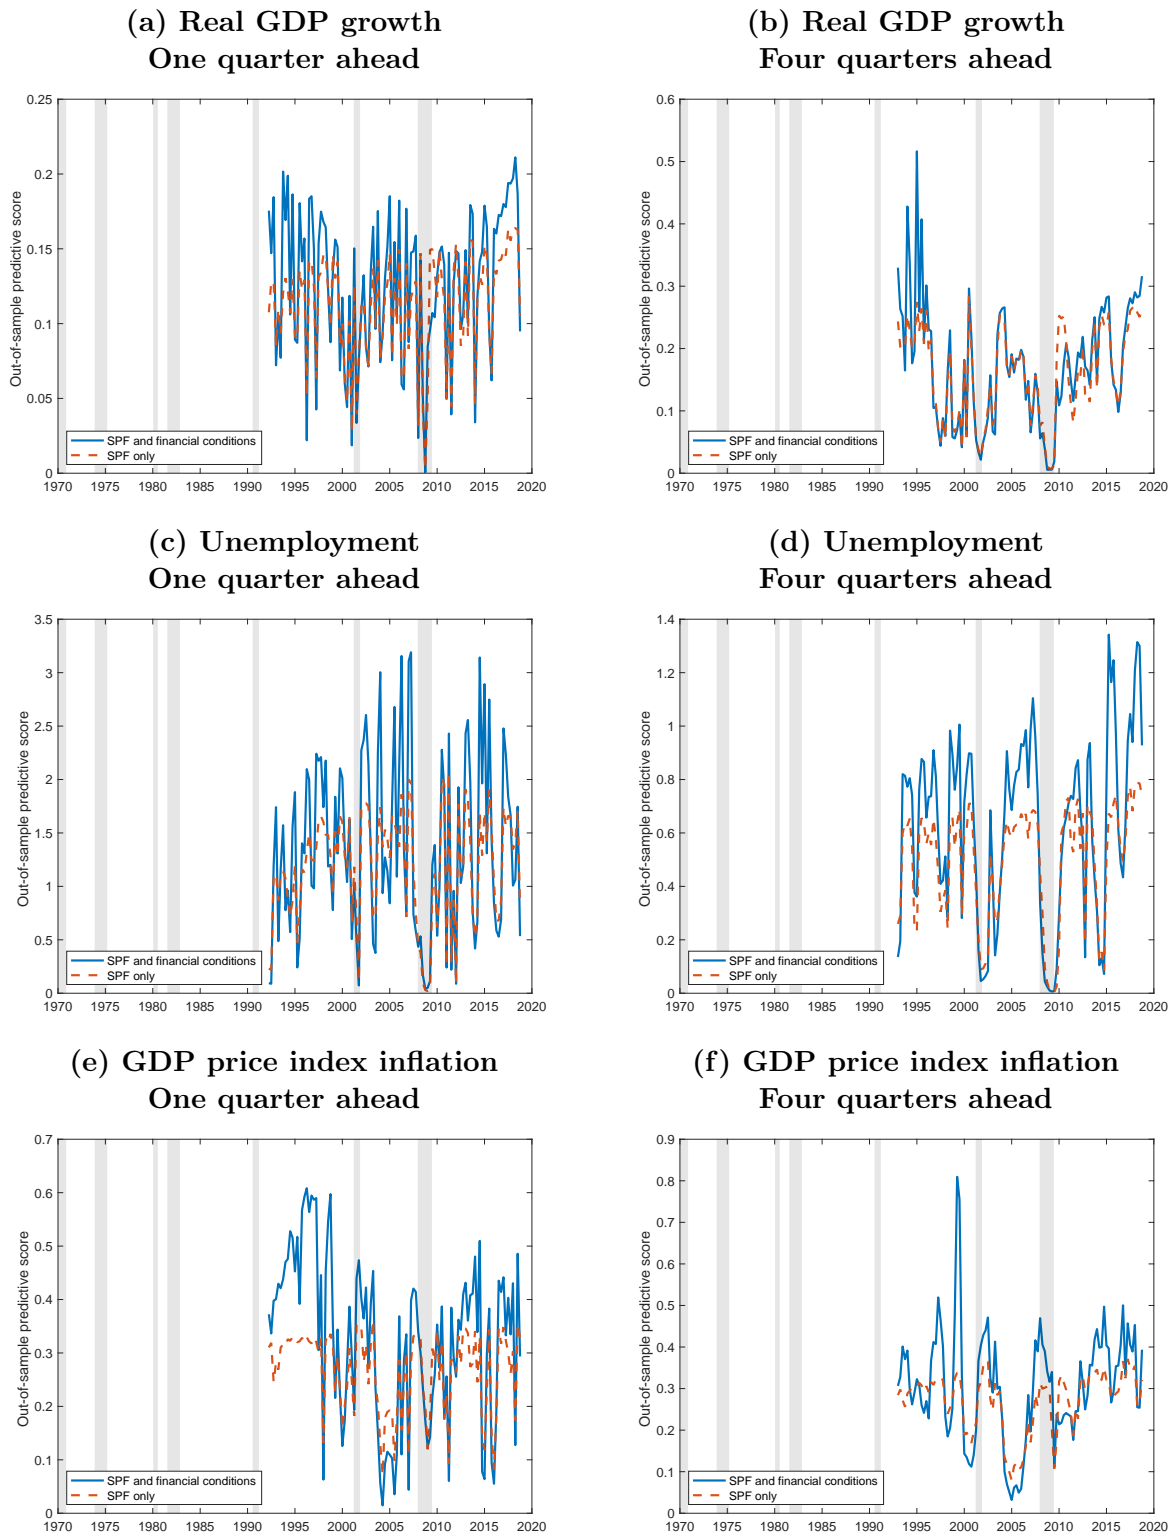 (a) Real GDP growth
One quarter ahead
Out-of-sample predictive score
0.25
0.2
0.15
0.1
0.05
0
SPF and financial conditions
SPF only
1970 1975 1980 1985 1990 1995 2000 2005 2010 2015 2020
(b) Real GDP growth
Four quarters ahead
Out-of-sample predictive score
0.6
0.5
0.4
0.3
0.2
0.1
0
SPF and financial conditions
SPF only
1970 1975 1980 1985 1990 1995 2000 2005 2010 2015 2020
(c) Unemployment
One quarter ahead
Out-of-sample predictive score
3.5
3
2.5
2
1.5
1
0.5
0
SPF and financial conditions
SPF only
1970 1975 1980 1985 1990 1995 2000 2005 2010 2015 2020
(d) Unemployment
Four quarters ahead
Out-of-sample predictive score
1.4
1.2
1
0.8
0.6
0.4
0.2
0
SPF and financial conditions
SPF only
1970 1975 1980 1985 1990 1995 2000 2005 2010 2015 2020
(e) GDP price index inflation
One quarter ahead
Out-of-sample predictive score
0.7
0.6
0.5
0.4
0.3
0.2
0.1
0
SPF and financial conditions
SPF only
1970 1975 1980 1985 1990 1995 2000 2005 2010 2015 2020
(f) GDP price index inflation
Four quarters ahead
Out-of-sample predictive score
0.9
0.8
0.7
0.6
0.5
0.4
0.3
0.2
0.1
0
SPF and financial conditions
SPF only
1970 1975 1980 1985 1990 1995 2000 2005 2010 2015 2020